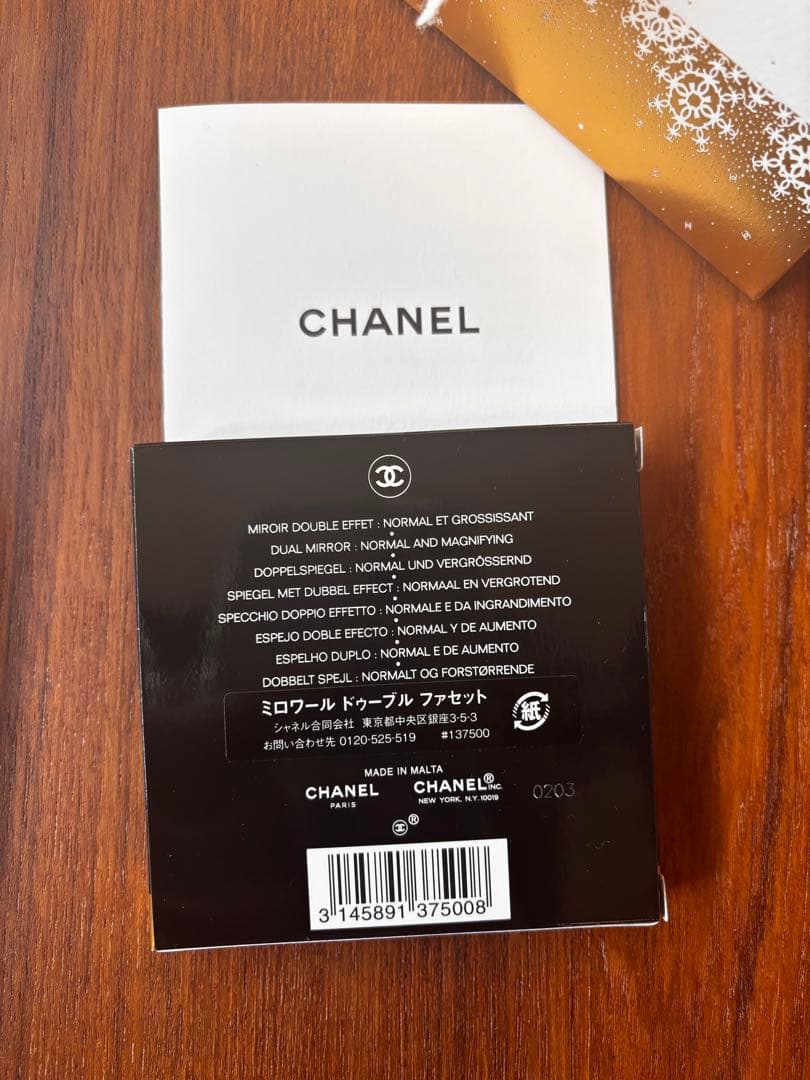 CHANEL
MIROIR DOUBLE EFFET : NORMAL ET GROSSISSANT
DUAL MIRROR : NORMAL AND MAGNIFYING
DOPPELSPIEGEL : NORMAL UND VERGRÖSSERND
SPIEGEL MET DUBBEL EFFECT : NORMAAL EN VERGROTEND
SPECCHIO DOPPIO EFFETTO : NORMALE E DA INGRANDIMENTO
ESPEJO DOBLE EFECTO : NORMAL Y DE AUMENTO
ESPELHO DUPLO : NORMAL E DE AUMENTO
DOBBELT SPEJL : NORMALT OG FORSTØRRENDE
ミロワール ドゥーブル ファセット
シャネル合同会社 東京都中央区銀座3-5-3
お問い合わせ先 0120-525-519 #137500
紙
MADE IN MALTA
CHANEL CHANEL® INC.
PARIS NEW YORK, N.Y. 10019
0203
®
3 145891 375008